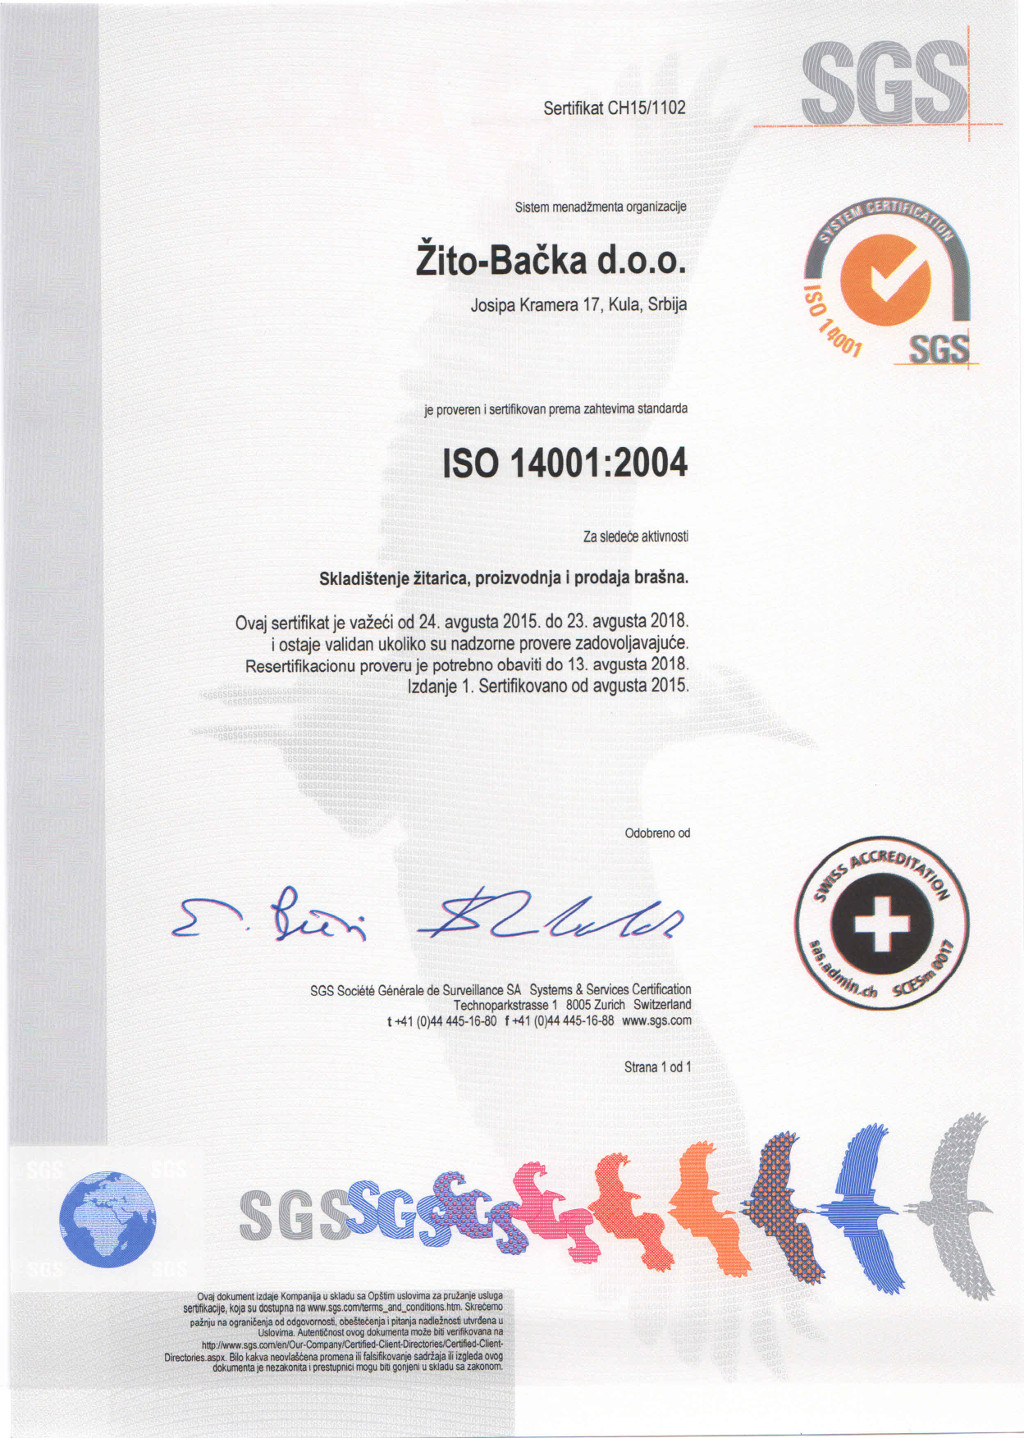 SGS
Sertifikat CH15/1102
Sistem menadžmenta organizacije
Žito-Bačka d.o.o.
Josipa Kramera 17, Kula, Srbija
SYSTEM CERTIFICATION
ISO 14001
SGS
je proveren i sertifikovan prema zahtevima standarda
ISO 14001:2004
Za sledeće aktivnosti
Skladištenje žitarica, proizvodnja i prodaja brašna.
Ovaj sertifikat je važeći od 24. avgusta 2015. do 23. avgusta 2018.
i ostaje validan ukoliko su nadzorne provere zadovoljavajuće.
Resertifikacionu proveru je potrebno obaviti do 13. avgusta 2018.
Izdanje 1. Sertifikovano od avgusta 2015.
Odobreno od
SWISS ACCREDITATION
sas.admin.ch SCESm 0017
SGS Société Générale de Surveillance SA Systems & Services Certification
Technoparkstrasse 1 8005 Zurich Switzerland
t +41 (0)44 445-16-80 f +41 (0)44 445-16-88 www.sgs.com
Strana 1 od 1
SGS SGS SGS
Ovaj dokument izdaje Kompanija u skladu sa Opštim uslovima za pružanje usluga
sertifikacije, koja su dostupna na www.sgs.com/terms_and_conditions.htm. Skrećemo
pažnju na ograničenja od odgovornosti, obeštećenja i pitanja nadležnosti utvrđena u
Uslovima. Autentičnost ovog dokumenta može biti verifikovana na
http://www.sgs.com/en/Our-Company/Certified-Client-Directories/Certified-Client-
Directories.aspx. Bilo kakva neovlašćena promena ili falsifikovanje sadržaja ili izgleda ovog
dokumenta je nezakonita i prestupnici mogu biti gonjeni u skladu sa zakonom.